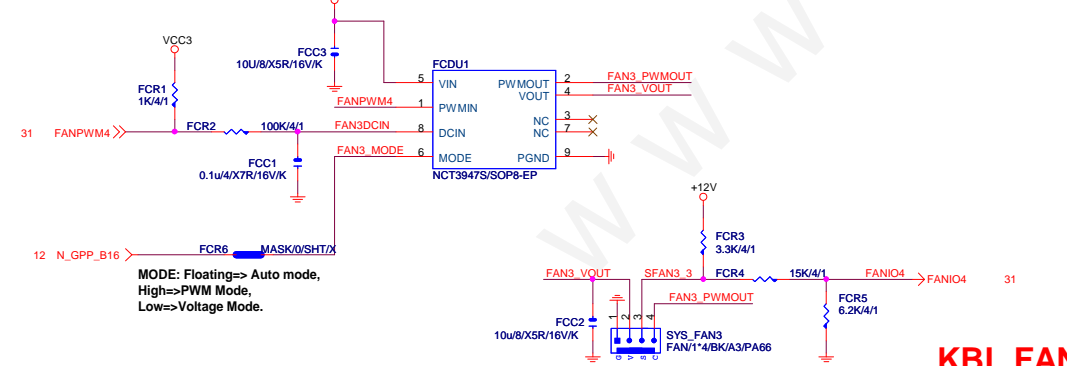 VCC3
FCC3
10U/8/X5R/16V/K
FCR1
1K/4/1
FCDU1
5 VIN
PWMOUT 2 FAN3_PWMOUT
VOUT 4 FAN3_VOUT
FANPWM4 1 PWMIN
NC 3
31 FANPWM4
FCR2 100K/4/1 FAN3DCIN 8 DCIN
NC 7
FCC1
0.1u/4/X7R/16V/K
FAN3_MODE 6 MODE
PGND 9
NCT3947S/SOP8-EP
W W W
12 N_GPP_B16
FCR6 MASK/0/SHT/X
MODE: Floating=> Auto mode,
High=>PWM Mode,
Low=>Voltage Mode.
+12V
FCR3
3.3K/4/1
FAN3_VOUT
SFAN3_3
FCR4 15K/4/1
FANIO4
FANIO4 31
FAN3_PWMOUT
FCR5
6.2K/4/1
FCC2
10u/8/X5R/16V/K
1 2 3 4
G V S C
SYS_FAN3
FAN/1*4/BK/A3/PA66